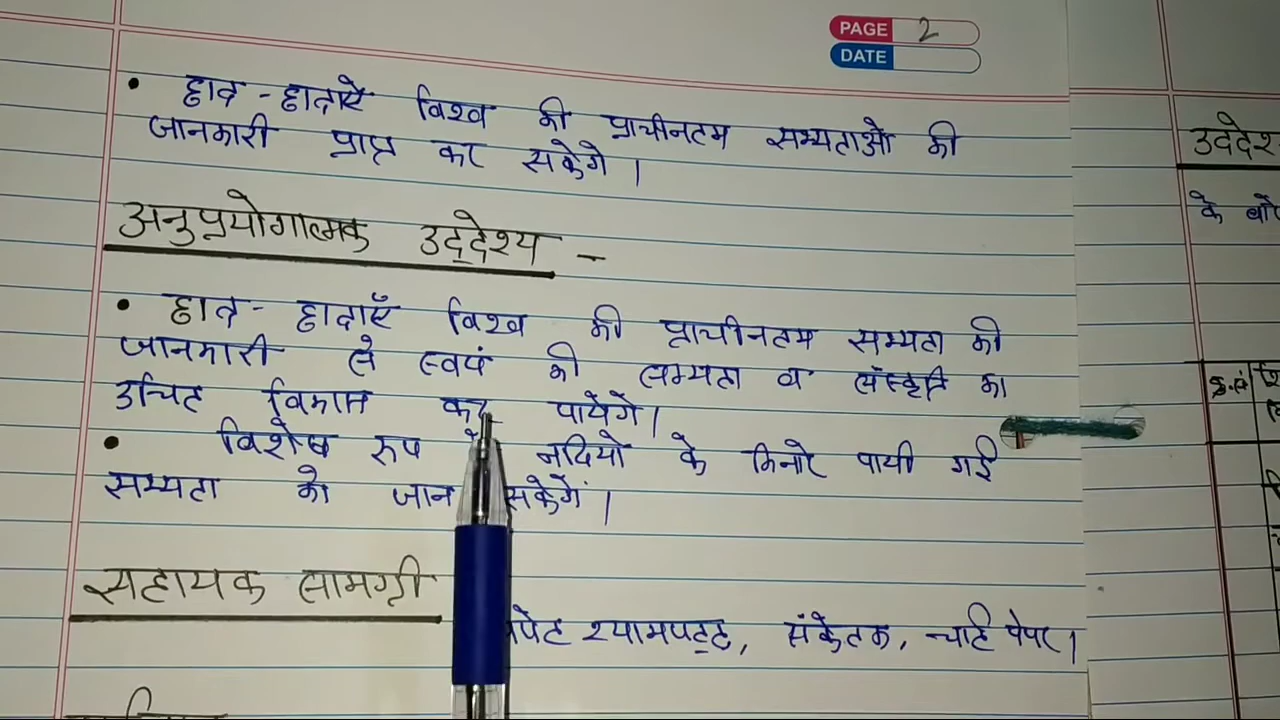 PAGE 2
DATE
• छात्र-छात्राऐं विश्व की प्राचीनतम सभ्यताओ की
जानकारी प्राप्त कर सकेगे।
अनुप्रयोगात्मक उद्देश्य -
• छात्र-छात्राएँ विश्व की प्राचीनतम सभ्यता की
जानकारी से स्वयं की सभ्यता व संस्कृति का
उचित विकास कर पायेगे।
• विशेष रुप नदियो के किनारे पायी गई
सभ्यता को जान सकेगें।
सहायक सामग्री
श्यामपट्ट, संकेतक, चार्ट पेपर।
उददेश
के बारे
क्र.सं